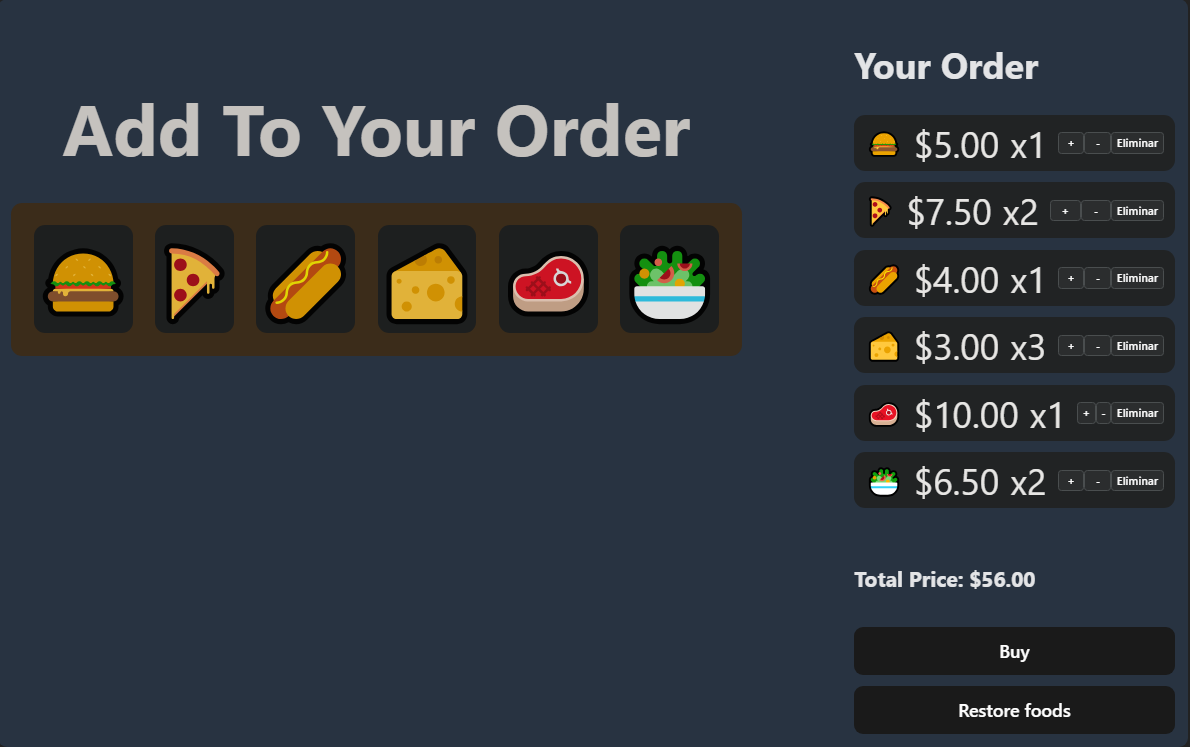 Add To Your Order
Your Order
$5.00 x1 + - Eliminar
$7.50 x2 + - Eliminar
$4.00 x1 + - Eliminar
$3.00 x3 + - Eliminar
$10.00 x1 + - Eliminar
$6.50 x2 + - Eliminar
Total Price: $56.00
Buy
Restore foods